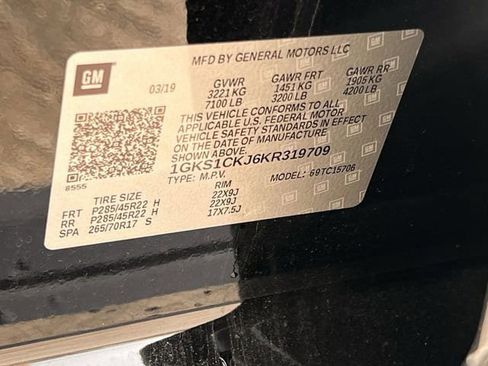 GM
MFD BY GENERAL MOTORS LLC
03/19
GVWR GAWR FRT GAWR RR
3221 KG 1451 KG 1905 KG
7100 LB 3200 LB 4200 LB
THIS VEHICLE CONFORMS TO ALL
APPLICABLE U.S. FEDERAL MOTOR
VEHICLE SAFETY STANDARDS IN EFFECT
ON THE DATE OF MANUFACTURE
SHOWN ABOVE.
1GKS1CKJ6KR319709
TYPE: M.P.V. MODEL: 69TC15706
8555
TIRE SIZE RIM
FRT P285/45R22 H 22X9J
RR P285/45R22 H 22X9J
SPA 265/70R17 S 17X7.5J